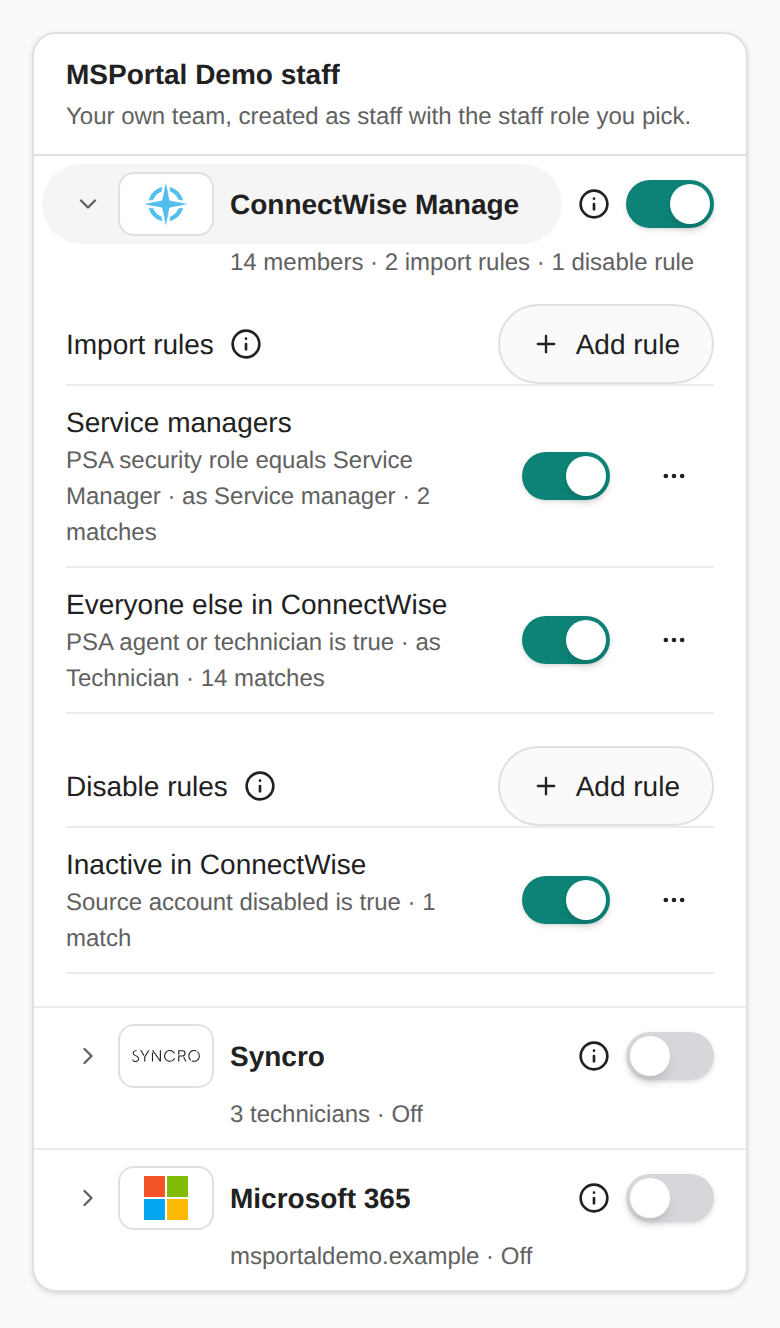 MSPortal Demo staff
Your own team, created as staff with the staff role you pick.
ConnectWise Manage
14 members · 2 import rules · 1 disable rule
Import rules
Add rule
Service managers
PSA security role equals Service
Manager · as Service manager · 2
matches
Everyone else in ConnectWise
PSA agent or technician is true · as
Technician · 14 matches
Disable rules
Add rule
Inactive in ConnectWise
Source account disabled is true · 1
match
SYNCRO
Syncro
3 technicians · Off
Microsoft 365
msportaldemo.example · Off